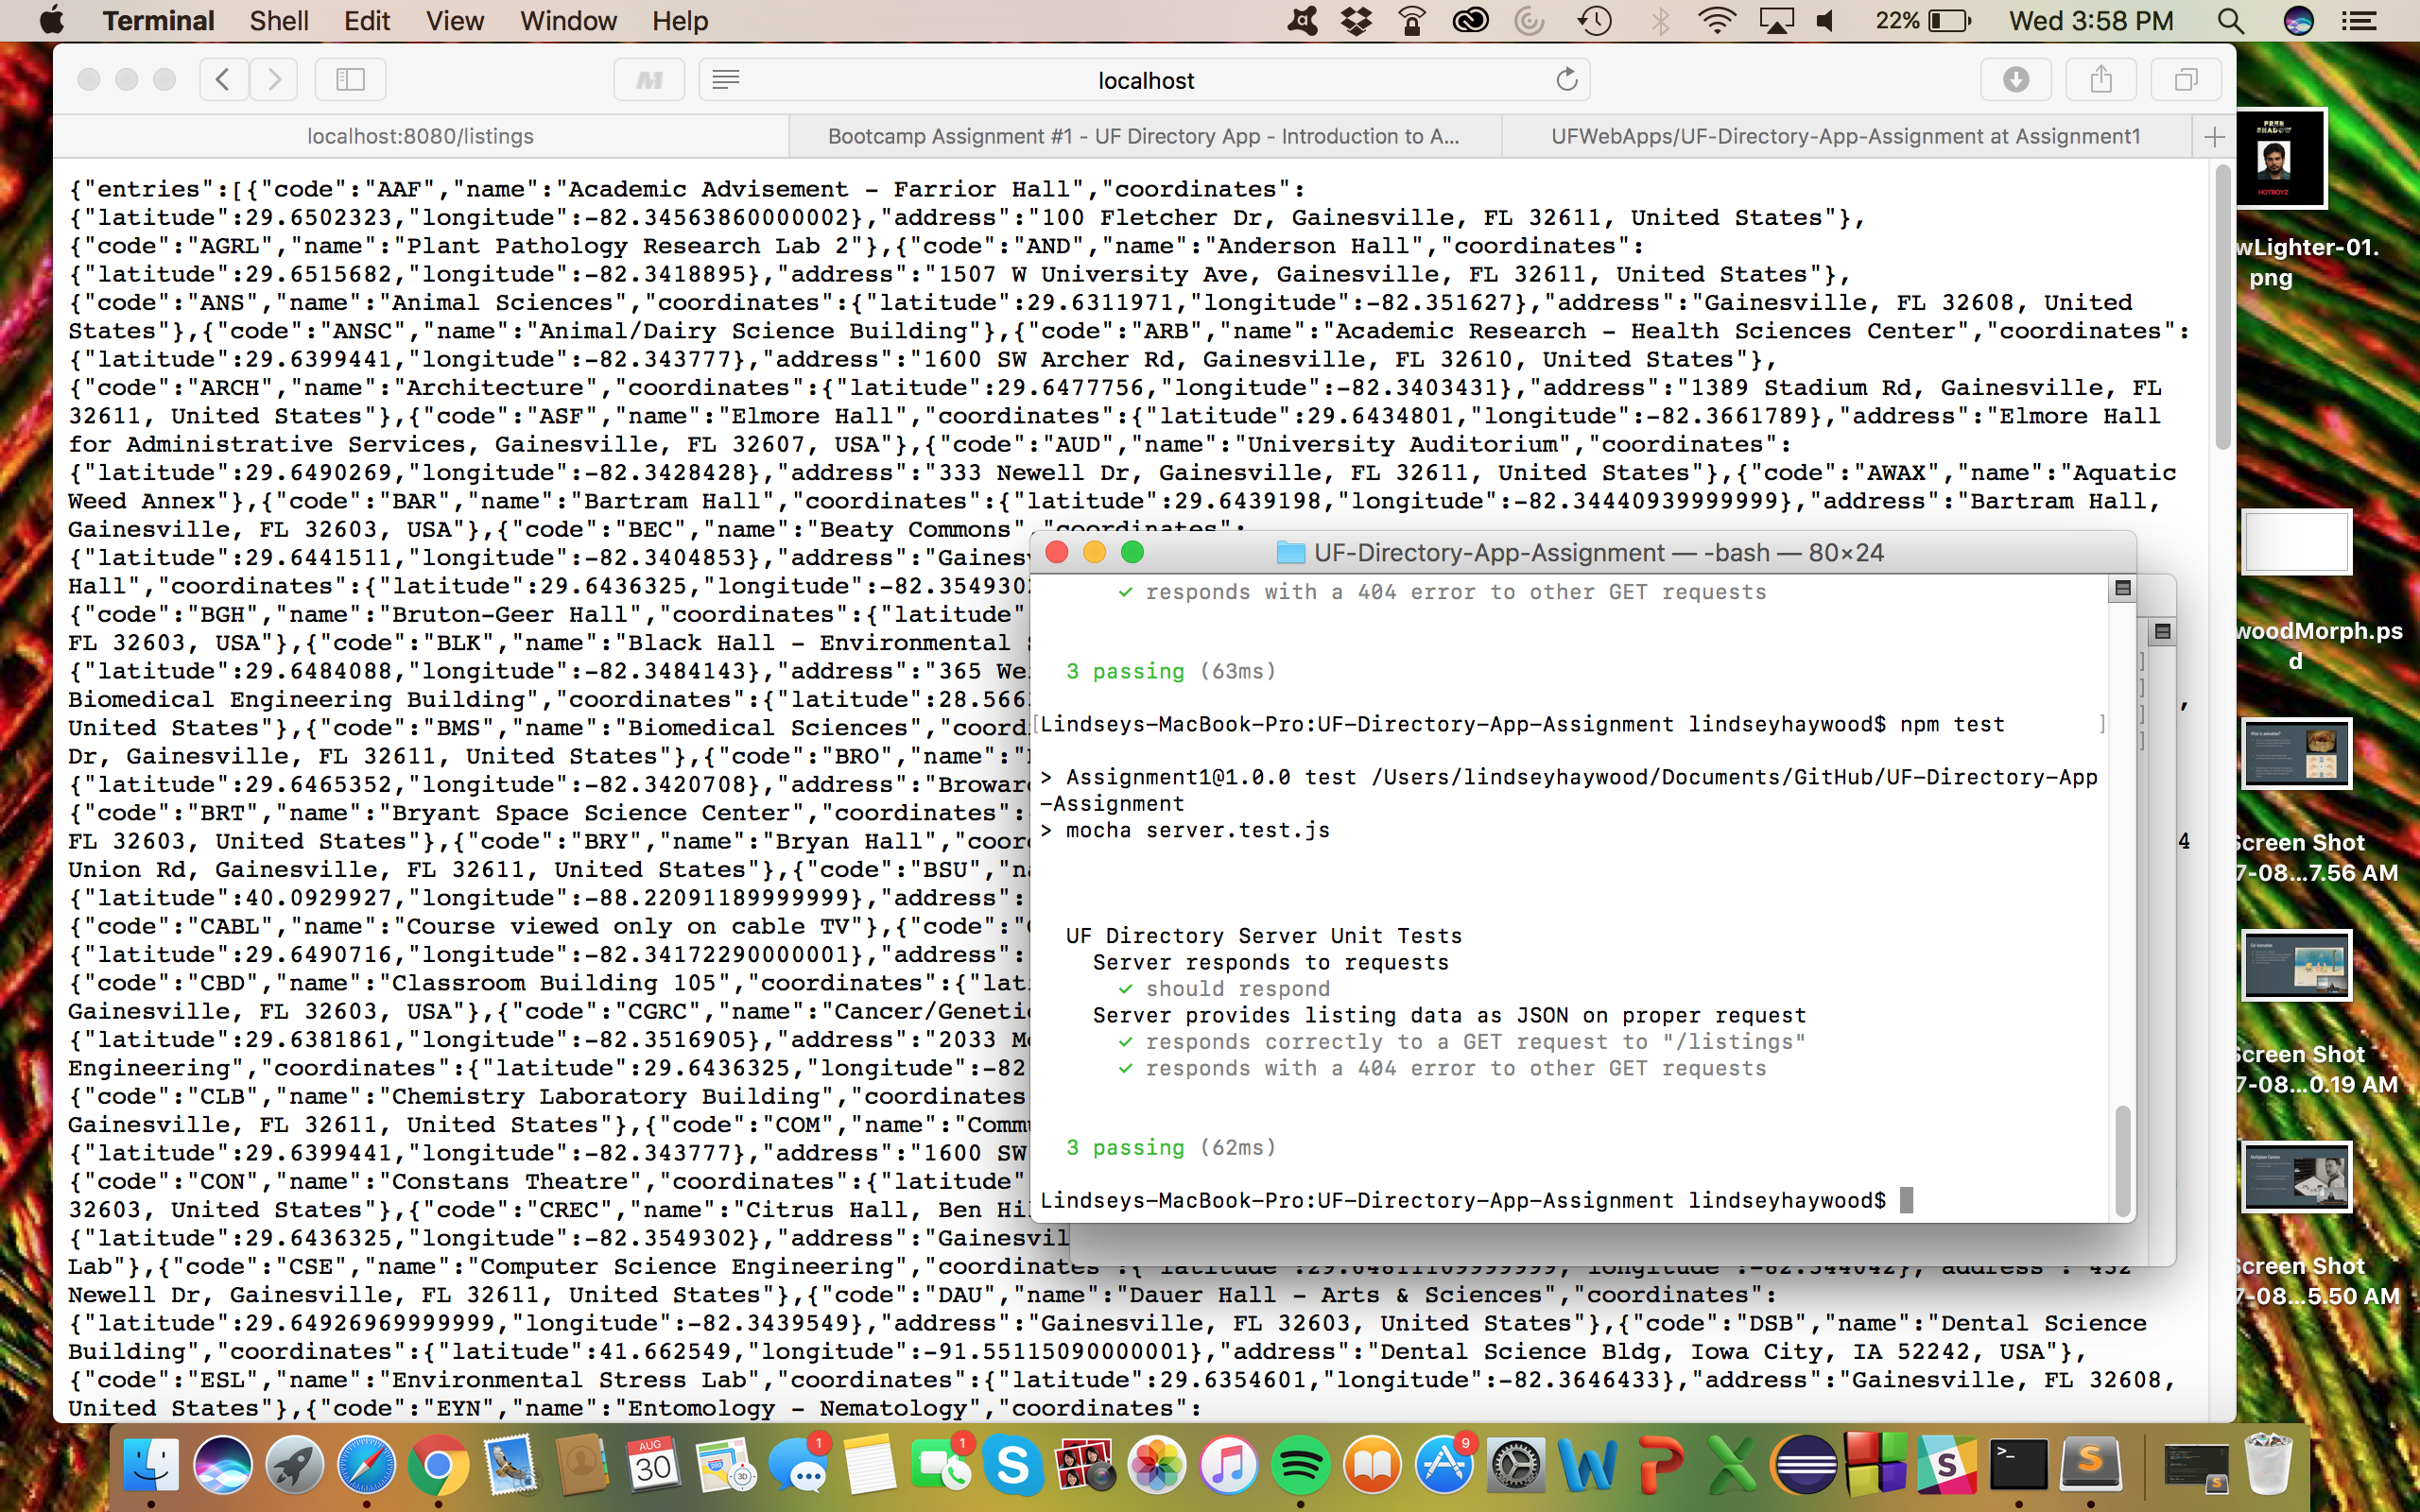 Terminal Shell Edit View Window Help 22% Wed 3:58 PM
localhost
localhost:8080/listings
Bootcamp Assignment #1 - UF Directory App - Introduction to A...
UFWebApps/UF-Directory-App-Assignment at Assignment1
{"entries":[{"code":"AAF","name":"Academic Advisement – Farrior Hall","coordinates":
{"latitude":29.6502323,"longitude":-82.34563860000002},"address":"100 Fletcher Dr, Gainesville, FL 32611, United States"},
{"code":"AGRL","name":"Plant Pathology Research Lab 2"},{"code":"AND","name":"Anderson Hall","coordinates":
{"latitude":29.6515682,"longitude":-82.3418895},"address":"1507 W University Ave, Gainesville, FL 32611, United States"},
{"code":"ANS","name":"Animal Sciences","coordinates":{"latitude":29.6311971,"longitude":-82.351627},"address":"Gainesville, FL 32608, United
States"},{"code":"ANSC","name":"Animal/Dairy Science Building"},{"code":"ARB","name":"Academic Research – Health Sciences Center","coordinates":
{"latitude":29.6399441,"longitude":-82.343777},"address":"1600 SW Archer Rd, Gainesville, FL 32610, United States"},
{"code":"ARCH","name":"Architecture","coordinates":{"latitude":29.6477756,"longitude":-82.3403431},"address":"1389 Stadium Rd, Gainesville, FL
32611, United States"},{"code":"ASF","name":"Elmore Hall","coordinates":{"latitude":29.6434801,"longitude":-82.3661789},"address":"Elmore Hall
for Administrative Services, Gainesville, FL 32607, USA"},{"code":"AUD","name":"University Auditorium","coordinates":
{"latitude":29.6490269,"longitude":-82.3428428},"address":"333 Newell Dr, Gainesville, FL 32611, United States"},{"code":"AWAX","name":"Aquatic
Weed Annex"},{"code":"BAR","name":"Bartram Hall","coordinates":{"latitude":29.6439198,"longitude":-82.34440939999999},"address":"Bartram Hall,
Gainesville, FL 32603, USA"},{"code":"BEC","name":"Beaty Commons","coordinates":
{"latitude":29.6441511,"longitude":-82.3404853},"address":"Gainesv
Hall","coordinates":{"latitude":29.6436325,"longitude":-82.3549302
{"code":"BGH","name":"Bruton-Geer Hall","coordinates":{"latitude":
FL 32603, USA"},{"code":"BLK","name":"Black Hall – Environmental S
{"latitude":29.6484088,"longitude":-82.3484143},"address":"365 We
Biomedical Engineering Building","coordinates":{"latitude":28.566
United States"},{"code":"BMS","name":"Biomedical Sciences","coord
Dr, Gainesville, FL 32611, United States"},{"code":"BRO","name":"
{"latitude":29.6465352,"longitude":-82.3420708},"address":"Browar
{"code":"BRT","name":"Bryant Space Science Center","coordinates":
FL 32603, United States"},{"code":"BRY","name":"Bryan Hall","coor
Union Rd, Gainesville, FL 32611, United States"},{"code":"BSU","n
{"latitude":40.0929927,"longitude":-88.22091189999999},"address":
{"code":"CABL","name":"Course viewed only on cable TV"},{"code":"
{"latitude":29.6490716,"longitude":-82.34172290000001},"address":
{"code":"CBD","name":"Classroom Building 105","coordinates":{"lat
Gainesville, FL 32603, USA"},{"code":"CGRC","name":"Cancer/Geneti
{"latitude":29.6381861,"longitude":-82.3516905},"address":"2033 M
Engineering","coordinates":{"latitude":29.6436325,"longitude":-82
{"code":"CLB","name":"Chemistry Laboratory Building","coordinates
Gainesville, FL 32611, United States"},{"code":"COM","name":"Comm
{"latitude":29.6399441,"longitude":-82.343777},"address":"1600 SW
{"code":"CON","name":"Constans Theatre","coordinates":{"latitude"
32603, United States"},{"code":"CREC","name":"Citrus Hall, Ben Hi
{"latitude":29.6436325,"longitude":-82.3549302},"address":"Gainesvil
Lab"},{"code":"CSE","name":"Computer Science Engineering","coordinates":{"latitude":29.64811109999999,"longitude":-82.344042},"address":"432
Newell Dr, Gainesville, FL 32611, United States"},{"code":"DAU","name":"Dauer Hall – Arts & Sciences","coordinates":
{"latitude":29.64926969999999,"longitude":-82.3439549},"address":"Gainesville, FL 32603, United States"},{"code":"DSB","name":"Dental Science
Building","coordinates":{"latitude":41.662549,"longitude":-91.55115090000001},"address":"Dental Science Bldg, Iowa City, IA 52242, USA"},
{"code":"ESL","name":"Environmental Stress Lab","coordinates":{"latitude":29.6354601,"longitude":-82.3646433},"address":"Gainesville, FL 32608,
United States"},{"code":"EYN","name":"Entomology – Nematology","coordinates":
UF-Directory-App-Assignment — -bash — 80×24
✓ responds with a 404 error to other GET requests
3 passing (63ms)
[Lindseys-MacBook-Pro:UF-Directory-App-Assignment lindseyhaywood$ npm test ]
> Assignment1@1.0.0 test /Users/lindseyhaywood/Documents/GitHub/UF-Directory-App
-Assignment
> mocha server.test.js
UF Directory Server Unit Tests
Server responds to requests
✓ should respond
Server provides listing data as JSON on proper request
✓ responds correctly to a GET request to "/listings"
✓ responds with a 404 error to other GET requests
3 passing (62ms)
Lindseys-MacBook-Pro:UF-Directory-App-Assignment lindseyhaywood$
4
FREE
SHADOW
HOTBOYZ
wLighter-01.
png
woodMorph.ps
d
What is animation?
Screen Shot
7-08...7.56 AM
Screen Shot
7-08...0.19 AM
Screen Shot
7-08...5.50 AM
AUG
30
280
3D
1
1
9